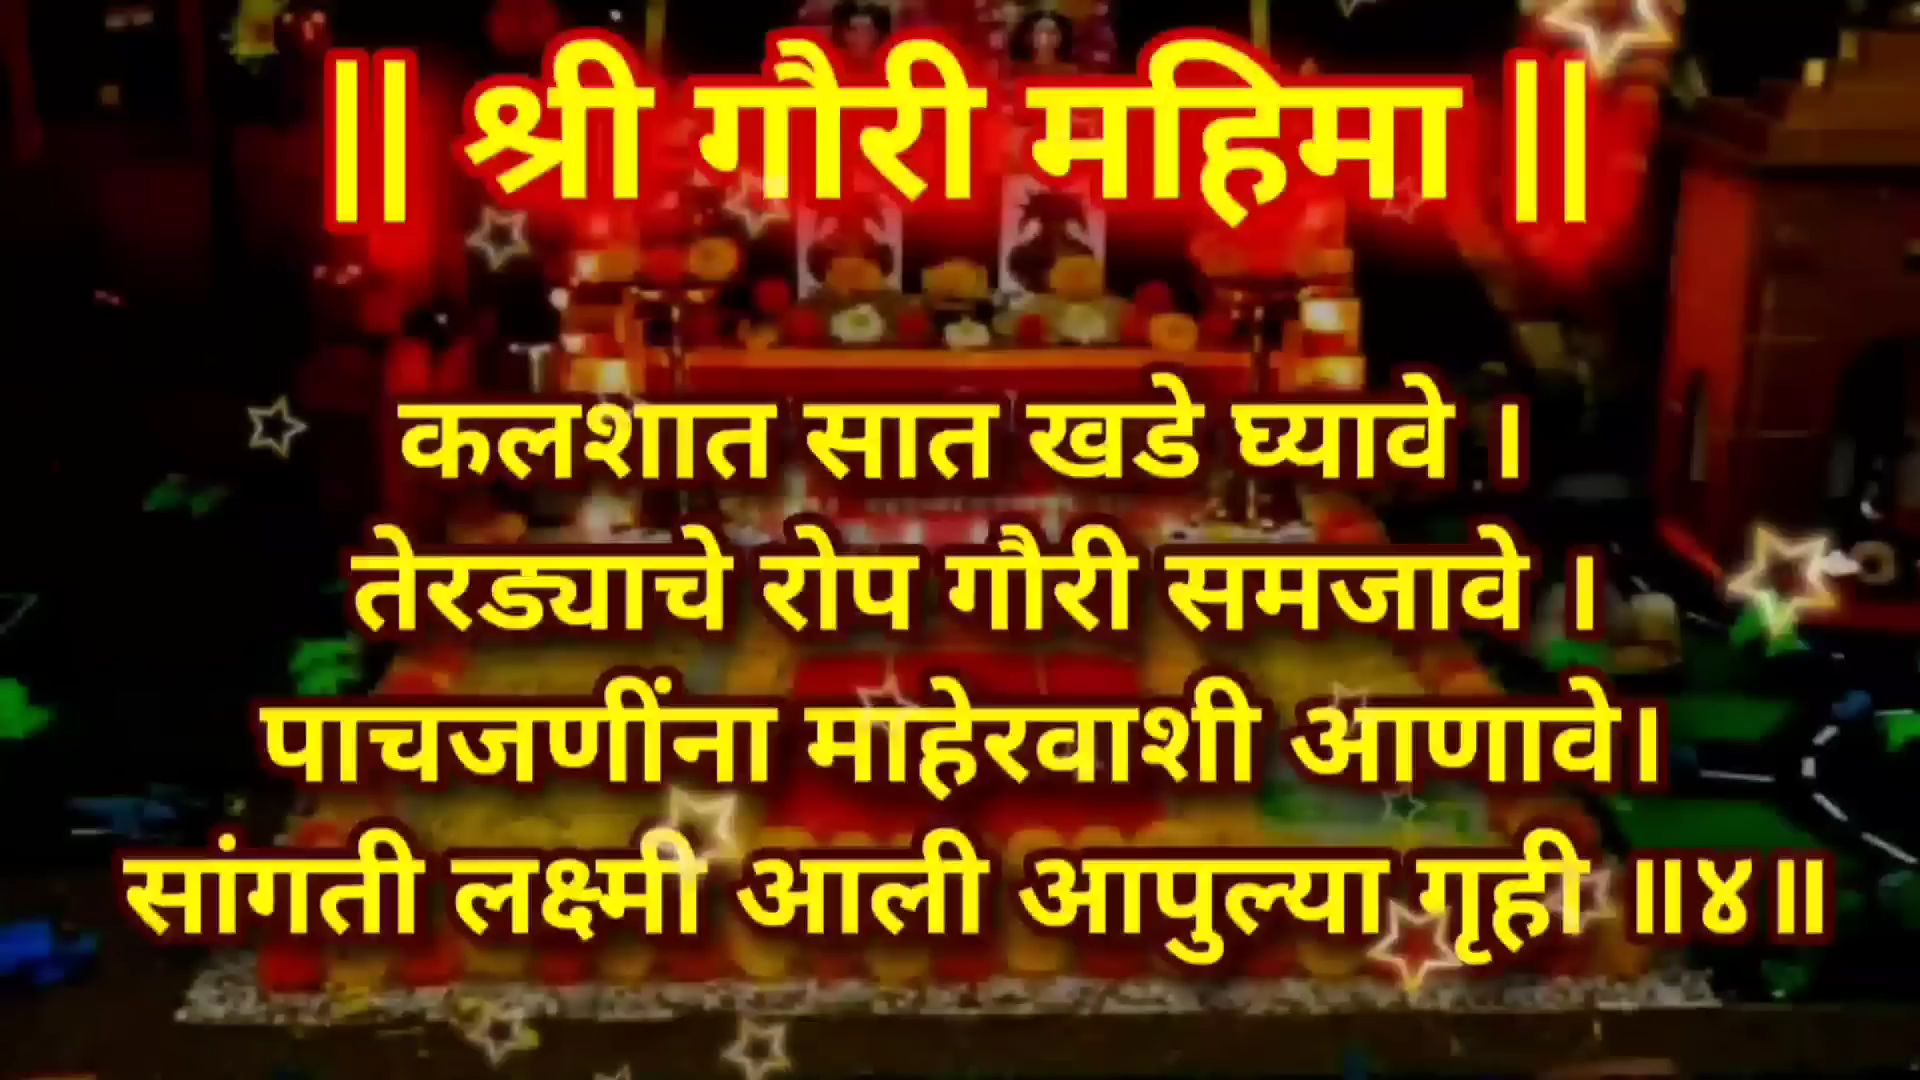 || श्री गौरी महिमा ||
कलशात सात खडे घ्यावे ।
तेरड्याचे रोप गौरी समजावे ।
पाचजणींना माहेरवाशी आणावे।
सांगती लक्ष्मी आली आपुल्या गृही ॥४॥